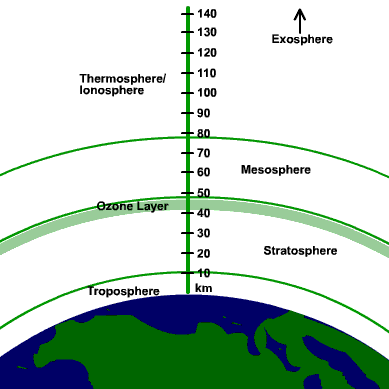 140
Exosphere
130
120
Thermosphere/
Ionosphere
110
100
90
80
70
Mesosphere
60
50
Ozone Layer
40
30
Stratosphere
20
10
Troposphere
km